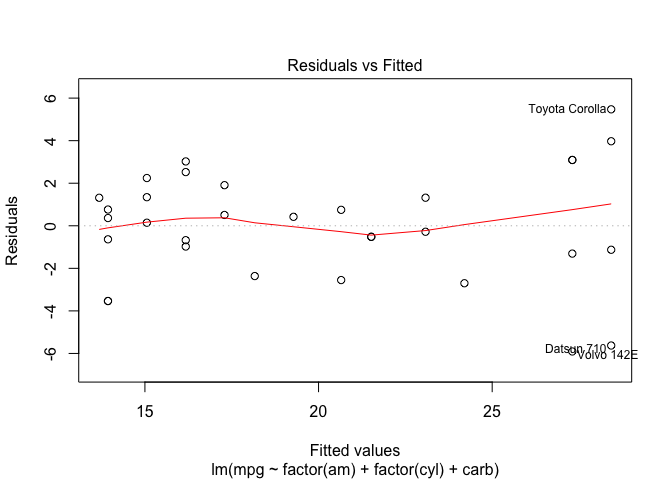 Residuals vs Fitted
6
4
2
0
-2
-4
-6
Residuals
Toyota Corolla
Datsun 710
Volvo 142E
15
20
25
Fitted values
lm(mpg ~ factor(am) + factor(cyl) + carb)